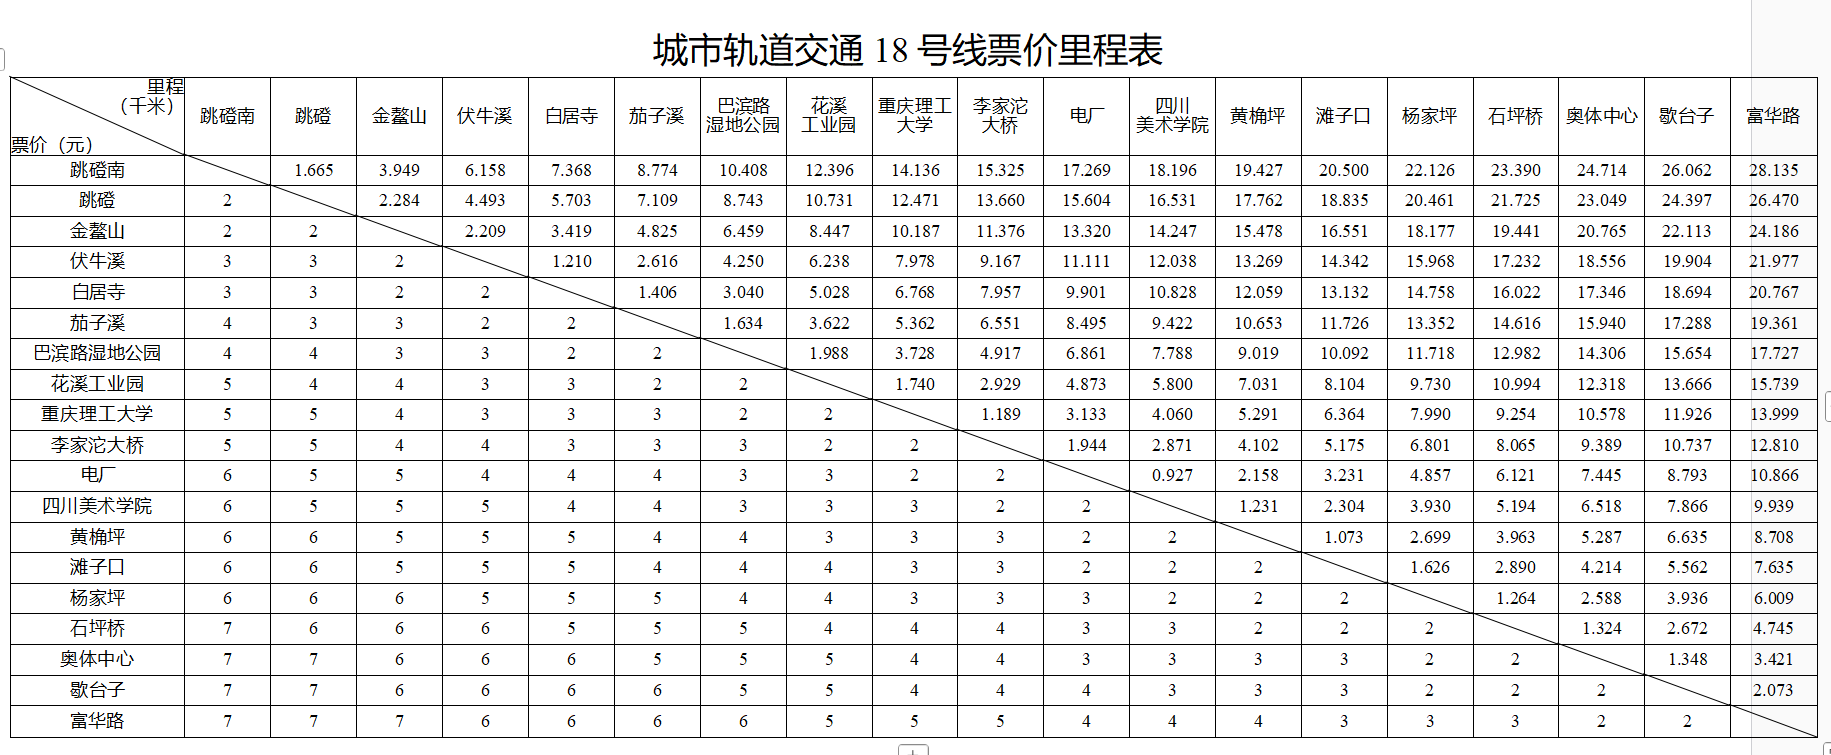 城市轨道交通 18 号线票价里程表
里程（千米） 票价（元） 跳磴南 跳磴 金鳌山 伏牛溪 白居寺 茄子溪 巴滨路湿地公园 花溪工业园 重庆理工大学 李家沱大桥 电厂 四川美术学院 黄桷坪 滩子口 杨家坪 石坪桥 奥体中心 歇台子 富华路
跳磴南 1.665 3.949 6.158 7.368 8.774 10.408 12.396 14.136 15.325 17.269 18.196 19.427 20.500 22.126 23.390 24.714 26.062 28.135
跳磴 2 2.284 4.493 5.703 7.109 8.743 10.731 12.471 13.660 15.604 16.531 17.762 18.835 20.461 21.725 23.049 24.397 26.470
金鳌山 2 2 2.209 3.419 4.825 6.459 8.447 10.187 11.376 13.320 14.247 15.478 16.551 18.177 19.441 20.765 22.113 24.186
伏牛溪 3 3 2 1.210 2.616 4.250 6.238 7.978 9.167 11.111 12.038 13.269 14.342 15.968 17.232 18.556 19.904 21.977
白居寺 3 3 2 2 1.406 3.040 5.028 6.768 7.957 9.901 10.828 12.059 13.132 14.758 16.022 17.346 18.694 20.767
茄子溪 4 3 3 2 2 1.634 3.622 5.362 6.551 8.495 9.422 10.653 11.726 13.352 14.616 15.940 17.288 19.361
巴滨路湿地公园 4 4 3 3 2 2 1.988 3.728 4.917 6.861 7.788 9.019 10.092 11.718 12.982 14.306 15.654 17.727
花溪工业园 5 4 4 3 3 2 2 1.740 2.929 4.873 5.800 7.031 8.104 9.730 10.994 12.318 13.666 15.739
重庆理工大学 5 5 4 3 3 3 2 2 1.189 3.133 4.060 5.291 6.364 7.990 9.254 10.578 11.926 13.999
李家沱大桥 5 5 4 4 3 3 3 2 2 1.944 2.871 4.102 5.175 6.801 8.065 9.389 10.737 12.810
电厂 6 5 5 4 4 4 3 3 2 2 0.927 2.158 3.231 4.857 6.121 7.445 8.793 10.866
四川美术学院 6 5 5 5 4 4 3 3 3 2 2 1.231 2.304 3.930 5.194 6.518 7.866 9.939
黄桷坪 6 6 5 5 5 4 4 3 3 3 2 2 1.073 2.699 3.963 5.287 6.635 8.708
滩子口 6 6 5 5 5 4 4 4 3 3 2 2 2 1.626 2.890 4.214 5.562 7.635
杨家坪 6 6 6 5 5 5 4 4 3 3 3 2 2 2 1.264 2.588 3.936 6.009
石坪桥 7 6 6 6 5 5 5 4 4 4 3 3 2 2 2 1.324 2.672 4.745
奥体中心 7 7 6 6 6 5 5 5 4 4 3 3 3 3 2 2 1.348 3.421
歇台子 7 7 6 6 6 6 5 5 4 4 4 3 3 3 2 2 2 2.073
富华路 7 7 7 6 6 6 6 5 5 5 4 4 4 3 3 3 2 2